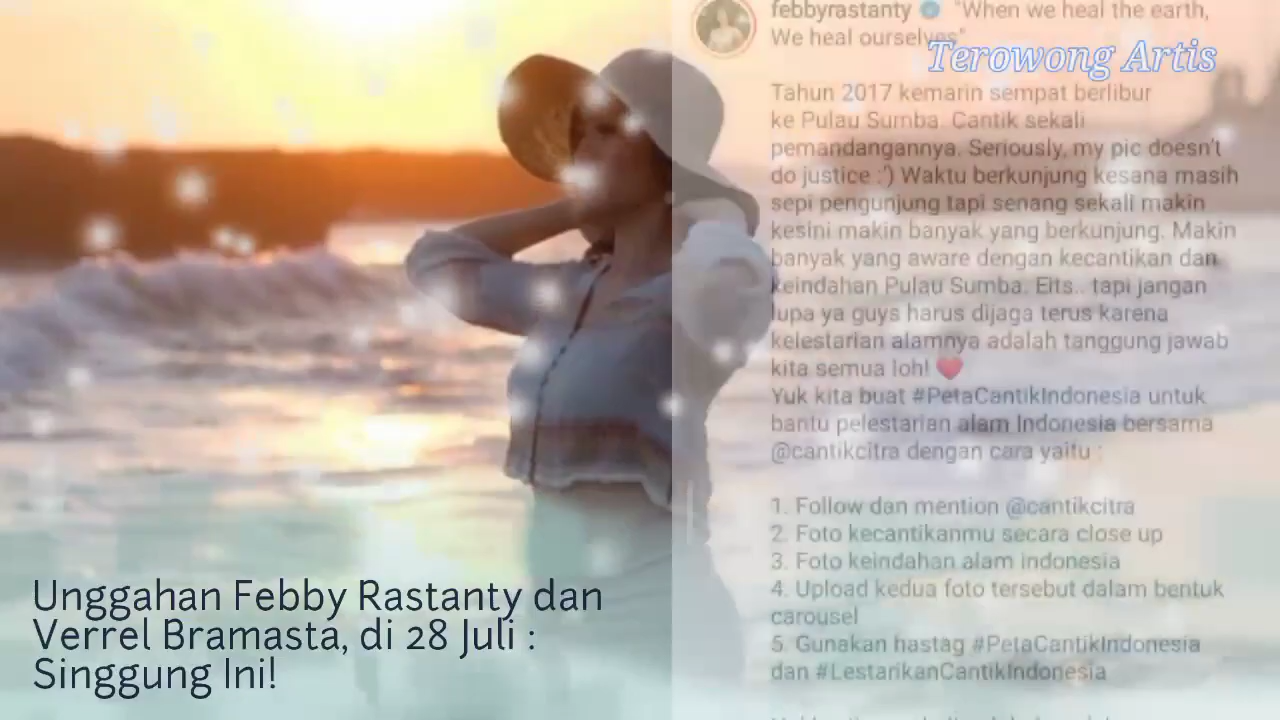 febbyrastanty "When we heal the earth,
We heal ourselves"
Terowong Artis
Tahun 2017 kemarin sempat berlibur
ke Pulau Sumba. Cantik sekali
pemandangannya. Seriously, my pic doesn't
do justice :') Waktu berkunjung kesana masih
sepi pengunjung tapi senang sekali makin
kesini makin banyak yang berkunjung. Makin
banyak yang aware dengan kecantikan dan
keindahan Pulau Sumba. Eits.. tapi jangan
lupa ya guys harus dijaga terus karena
kelestarian alamnya adalah tanggung jawab
kita semua loh! ❤️
Yuk kita buat #PetaCantikIndonesia untuk
bantu pelestarian alam Indonesia bersama
@cantikcitra dengan cara yaitu :
1. Follow dan mention @cantikcitra
2. Foto kecantikanmu secara close up
3. Foto keindahan alam indonesia
4. Upload kedua foto tersebut dalam bentuk
carousel
5. Gunakan hastag #PetaCantikIndonesia
dan #LestarikanCantikIndonesia
Unggahan Febby Rastanty dan
Verrel Bramasta, di 28 Juli :
Singgung Ini!